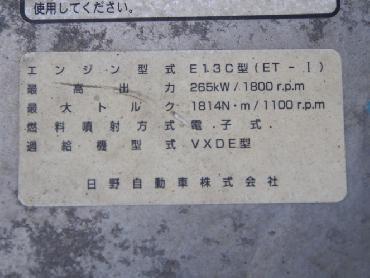 使用してください。
エンジン型式 E13C型(ET-I)
最高出力 265kW/1800r.p.m
最大トルク 1814N・m/1100r.p.m
燃料噴射方式 電子式.
過給機型式 VXDE型
日野自動車株式会社